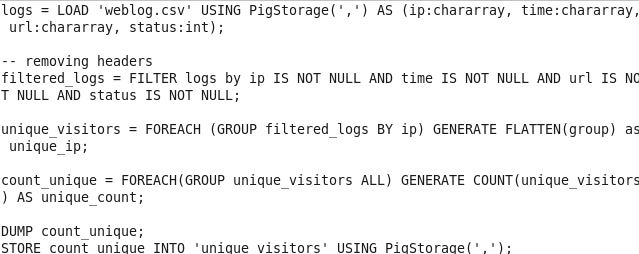 logs = LOAD 'weblog.csv' USING PigStorage(',') AS (ip:chararray, time:chararray,
 url:chararray, status:int);

-- removing headers
filtered_logs = FILTER logs by ip IS NOT NULL AND time IS NOT NULL AND url IS NO
T NULL AND status IS NOT NULL;

unique_visitors = FOREACH (GROUP filtered_logs BY ip) GENERATE FLATTEN(group) as
 unique_ip;

count_unique = FOREACH(GROUP unique_visitors ALL) GENERATE COUNT(unique_visitors
) AS unique_count;

DUMP count_unique;
STORE count_unique INTO 'unique_visitors' USING PigStorage(',');